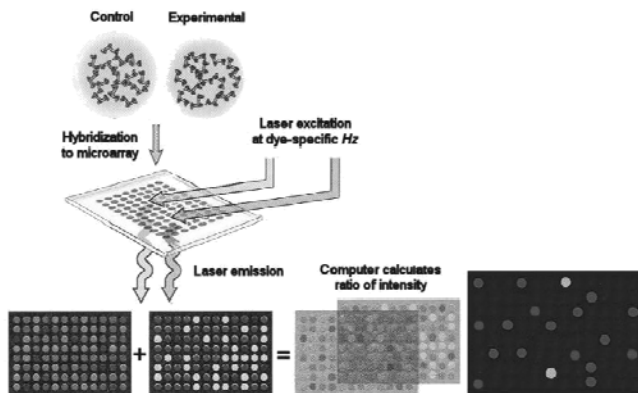 Control
Experimental
Hybridization
to microarray
Laser excitation
at dye-specific Hz
Laser emission
Computer calculates
ratio of intensity
+
=